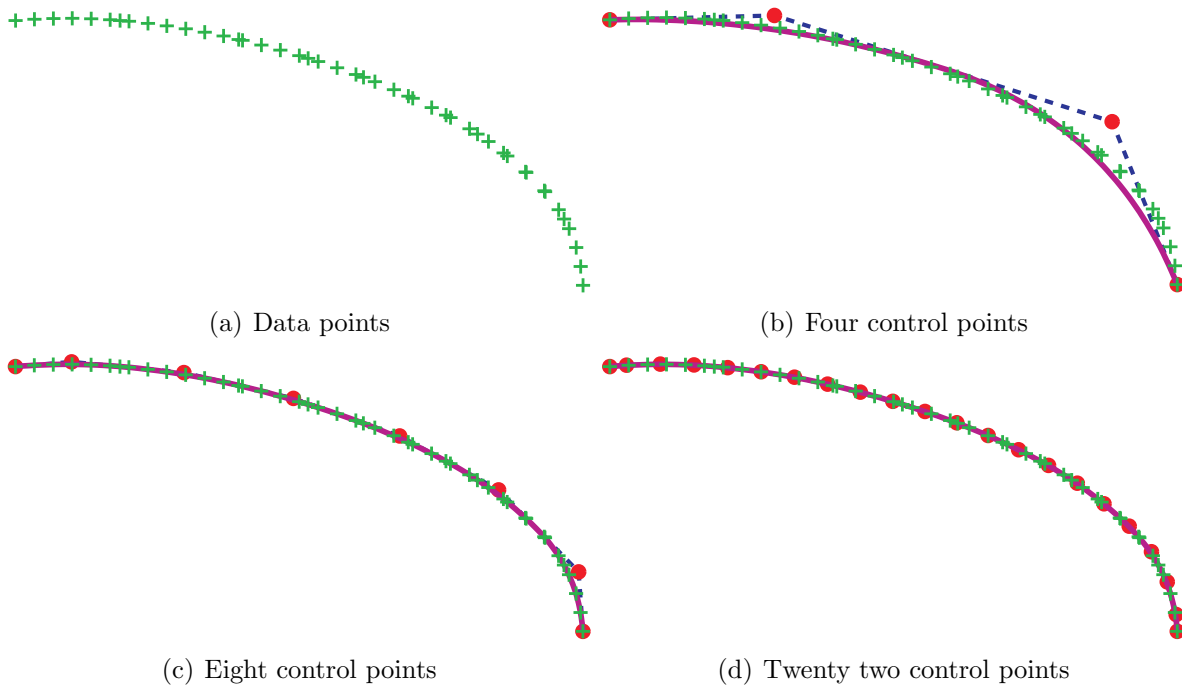 (a) Data points
(b) Four control points
(c) Eight control points
(d) Twenty two control points